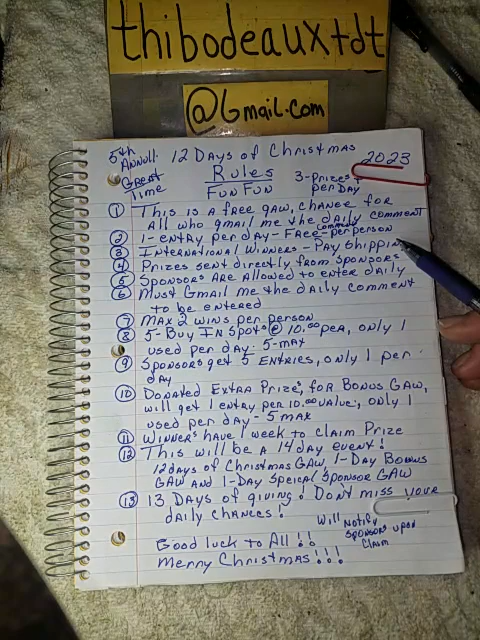 thibodeaux+dt
@Gmail.com
5th Annull 12 Days of Christmas 2023
Great Time
Rules
Fun Fun
3-Prizes per Day
① This is a free gaw, change for
All who gmail me the daily comment
② 1-entry per day - Free - comment per person
③ International Winners - Pay Shipping
④ Prizes sent directly from Sponsors
⑤ Sponsors are allowed to enter daily
⑥ Must Gmail me the daily comment
to be entered
⑦ Max 2 wins per person
⑧ 5-Buy In Spots @ 10.00 per, only 1
used per day. 5-max
⑨ Sponsors get 5 entries, only 1 per
day
⑩ Donated Extra Prizes, for Bonus Gaw,
will get 1 entry per 10.00 value, only 1
used per day - 5 max
⑪ Winner's have 1 week to claim Prize
⑫ This will be a 14 day event!
12 days of Christmas Gaw, 1-Day Bonus
Gaw and 1-Day Speical Sponsor Gaw
⑬ 13 Days of giving! Don't miss your
daily chances!
Will Notify Sponsors upon Claim
Good luck to All!!
Merry Christmas!!!